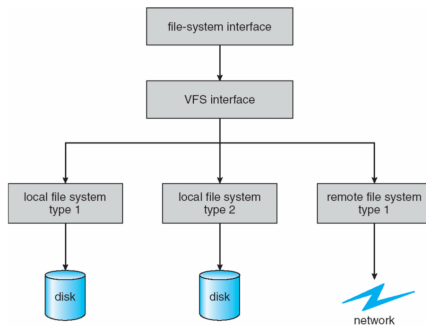 file-system interface
VFS interface
local file system
type 1
local file system
type 2
remote file system
type 1
disk
disk
network